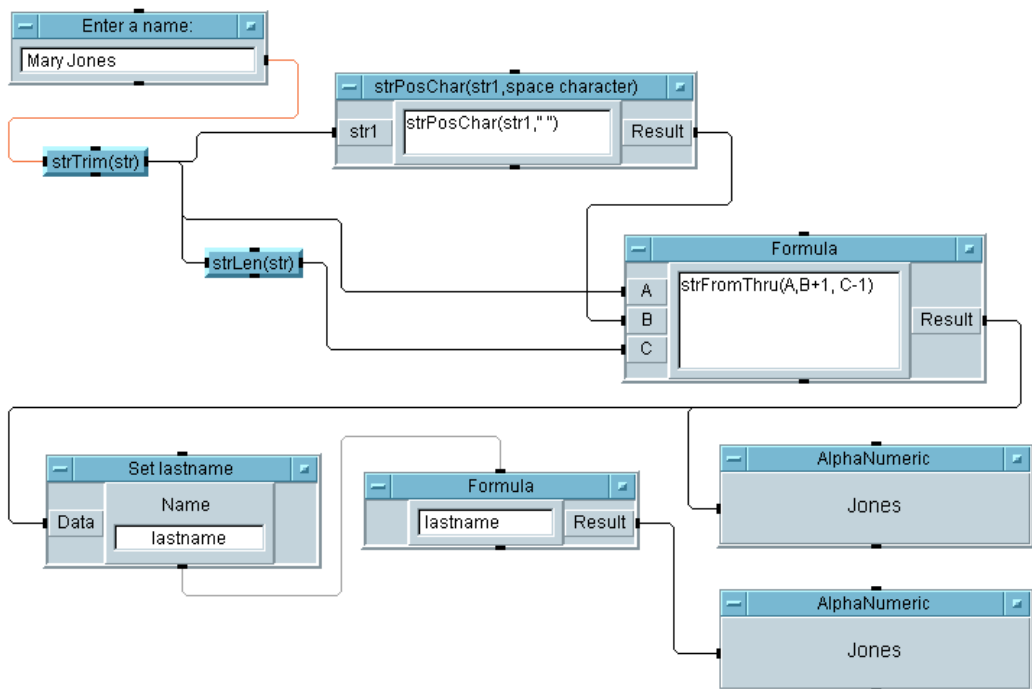 Enter a name:
Mary Jones
strPosChar(str1,space character)
str1
strPosChar(str1," ")
Result
strTrim(str)
strLen(str)
Formula
A
B
C
strFromThru(A,B+1, C-1)
Result
Set lastname
Data
Name
lastname
Formula
lastname
Result
AlphaNumeric
Jones
AlphaNumeric
Jones